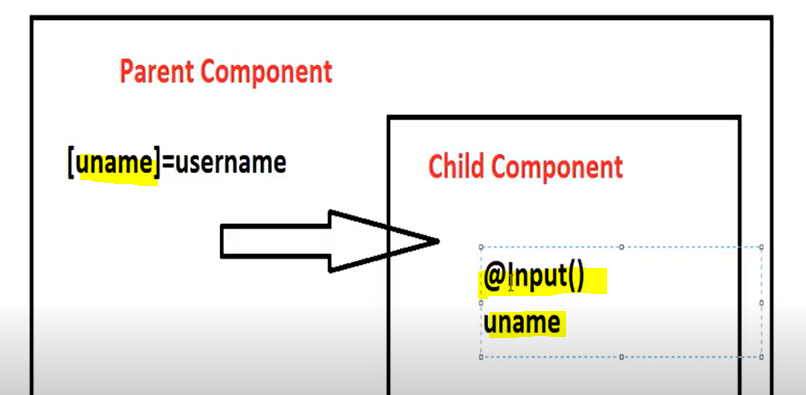 Parent Component
[uname]=username
Child Component
@Input()
uname